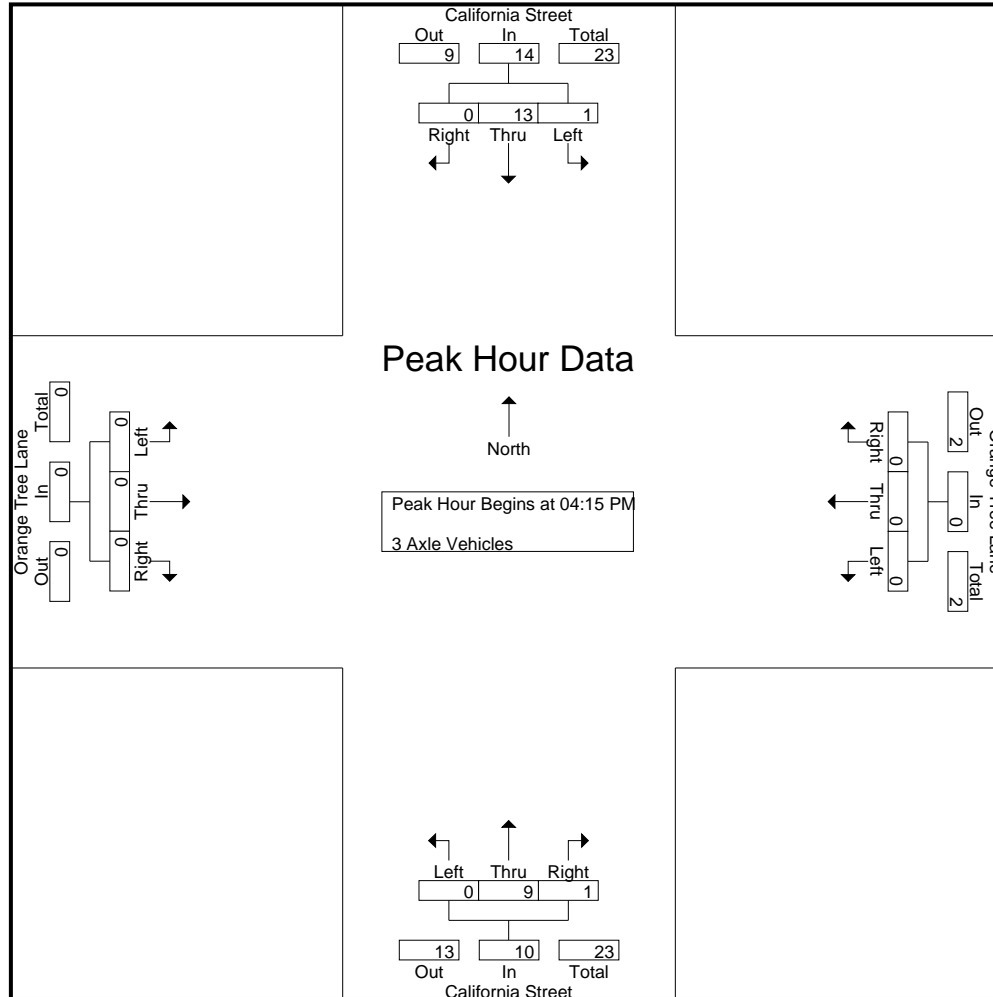 California Street
Out In Total
9 14 23
0 13 1
Right Thru Left
Peak Hour Data
North
Peak Hour Begins at 04:15 PM
3 Axle Vehicles
Orange Tree Lane
Total In Out
0 0 0
0 0 0
Left Thru Right
Right Thru Left
0 0 0
2 0 2
Out In Total
Orange Tree Lane
Left Thru Right
0 9 1
13 10 23
Out In Total
California Street